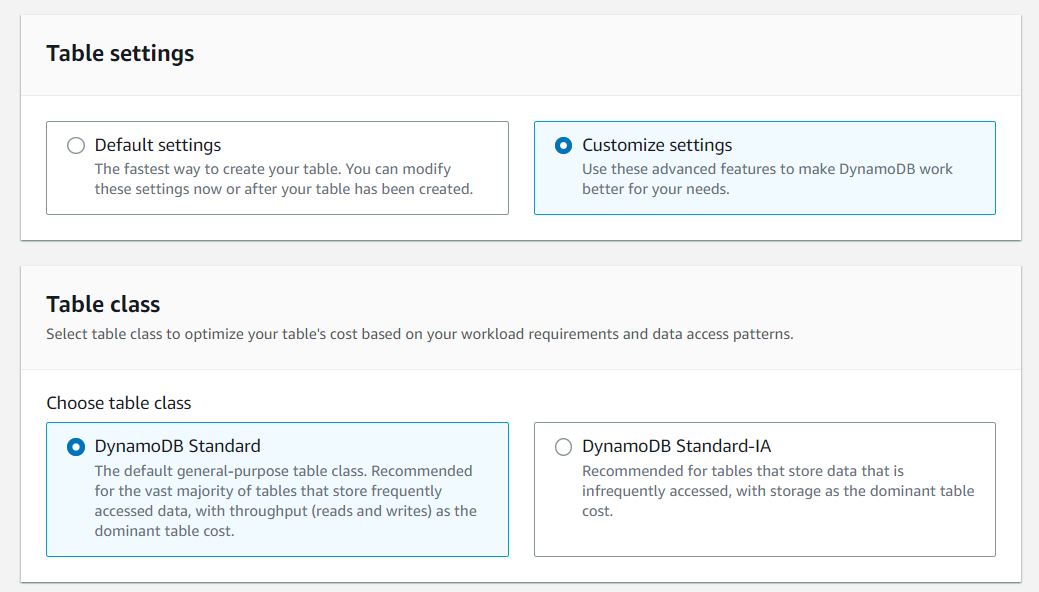 Table settings
Default settings
The fastest way to create your table. You can modify
these settings now or after your table has been created.
Customize settings
Use these advanced features to make DynamoDB work
better for your needs.
Table class
Select table class to optimize your table's cost based on your workload requirements and data access patterns.
Choose table class
DynamoDB Standard
The default general-purpose table class. Recommended
for the vast majority of tables that store frequently
accessed data, with throughput (reads and writes) as the
dominant table cost.
DynamoDB Standard-IA
Recommended for tables that store data that is
infrequently accessed, with storage as the dominant table
cost.